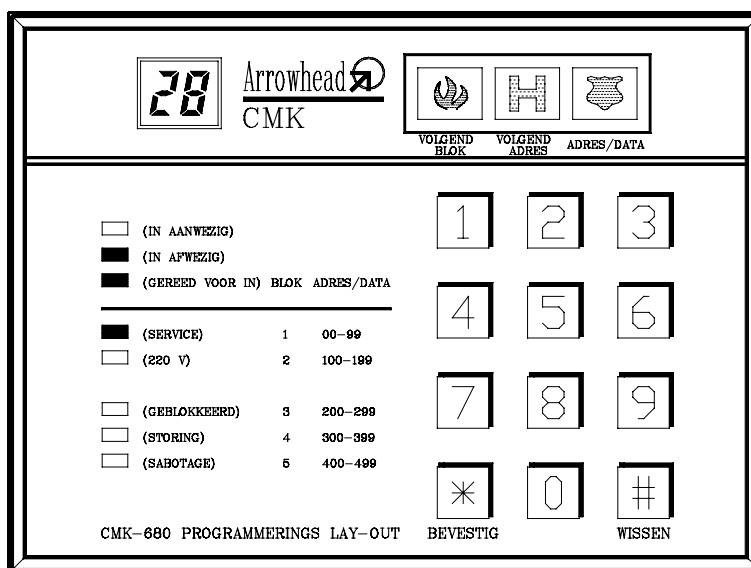 28
Arrowhead
CMK
VOLGEND BLOK
VOLGEND ADRES
ADRES/DATA
(IN AANWEZIG)
(IN AFWEZIG)
(GEREED VOOR IN) BLOK ADRES/DATA
(SERVICE) 1 00-99
(220 V) 2 100-199
(GEBLOKKEERD) 3 200-299
(STORING) 4 300-399
(SABOTAGE) 5 400-499
1 2 3
4 5 6
7 8 9
* 0 #
BEVESTIG WISSEN
CMK-680 PROGRAMMERINGS LAY-OUT